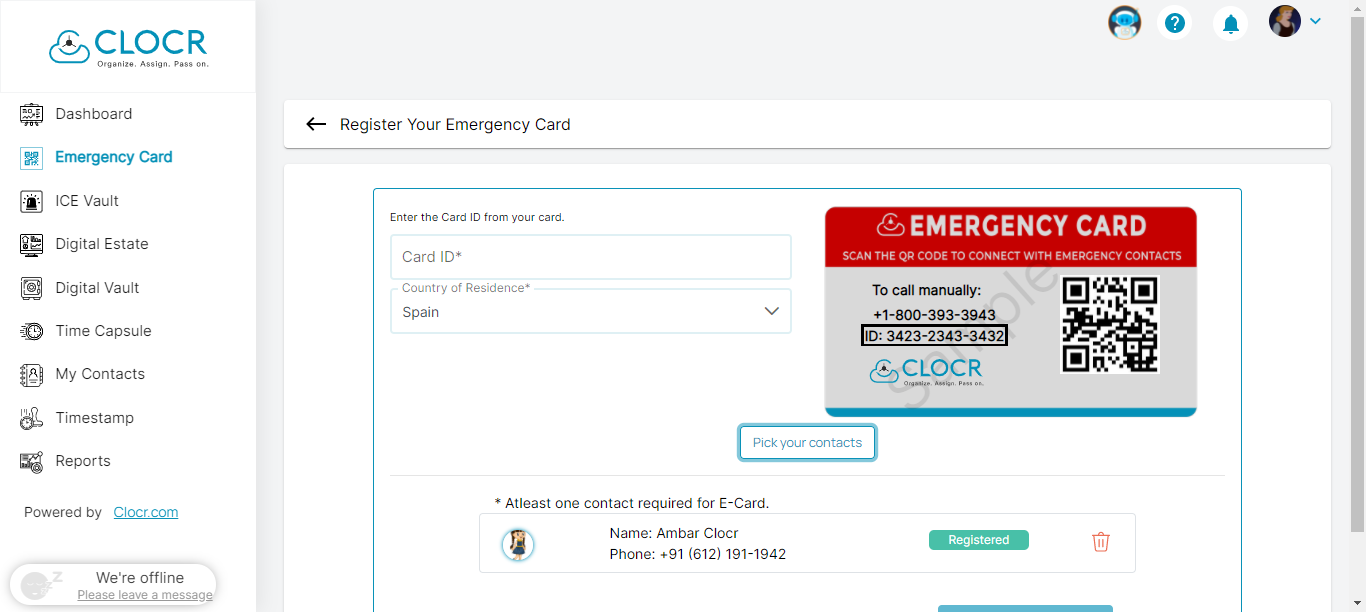 CLOCR
Organize. Assign. Pass on.
Dashboard
Emergency Card
ICE Vault
Digital Estate
Digital Vault
Time Capsule
My Contacts
Timestamp
Reports
Powered by Clocr.com
We're offline
Please leave a message
Register Your Emergency Card
Enter the Card ID from your card.
Card ID*
Country of Residence*
Spain
EMERGENCY CARD
SCAN THE QR CODE TO CONNECT WITH EMERGENCY CONTACTS
To call manually:
+1-800-393-3943
ID: 3423-2343-3432
CLOCR
Organize. Assign. Pass on.
Sample
Pick your contacts
* Atleast one contact required for E-Card.
Name: Ambar Clocr
Phone: +91 (612) 191-1942
Registered